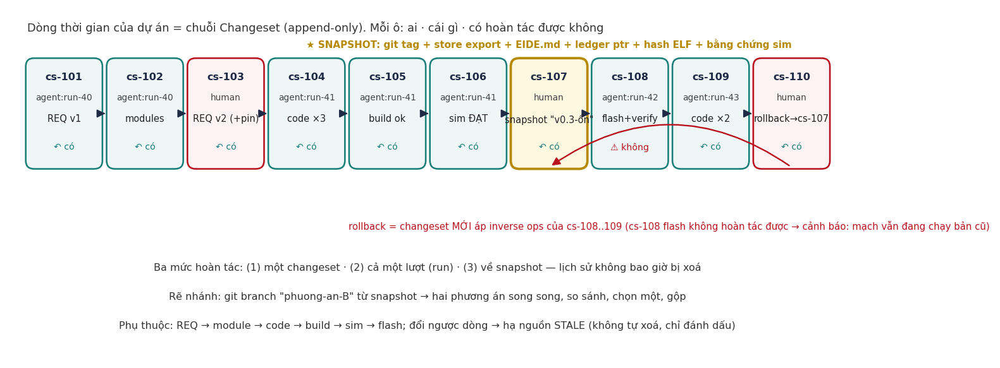 Dòng thời gian của dự án = chuỗi Changeset (append-only). Mỗi ô: ai · cái gì · có hoàn tác được không
★ SNAPSHOT: git tag + store export + EIDE.md + ledger ptr + hash ELF + bằng chứng sim
cs-101
agent:run-40
REQ v1
↶ có
cs-102
agent:run-40
modules
↶ có
cs-103
human
REQ v2 (+pin)
↶ có
cs-104
agent:run-41
code ×3
↶ có
cs-105
agent:run-41
build ok
↶ có
cs-106
agent:run-41
sim ĐẠT
↶ có
cs-107
human
snapshot "v0.3-ổn"
↶ có
cs-108
agent:run-42
flash+verify
⚠ không
cs-109
agent:run-43
code ×2
↶ có
cs-110
human
rollback→cs-107
↶ có
rollback = changeset MỚI áp inverse ops của cs-108..109 (cs-108 flash không hoàn tác được → cảnh báo: mạch vẫn đang chạy bản cũ)
Ba mức hoàn tác: (1) một changeset · (2) cả một lượt (run) · (3) về snapshot — lịch sử không bao giờ bị xoá
Rẽ nhánh: git branch "phuong-an-B" từ snapshot → hai phương án song song, so sánh, chọn một, gộp
Phụ thuộc: REQ → module → code → build → sim → flash; đổi ngược dòng → hạ nguồn STALE (không tự xoá, chỉ đánh dấu)